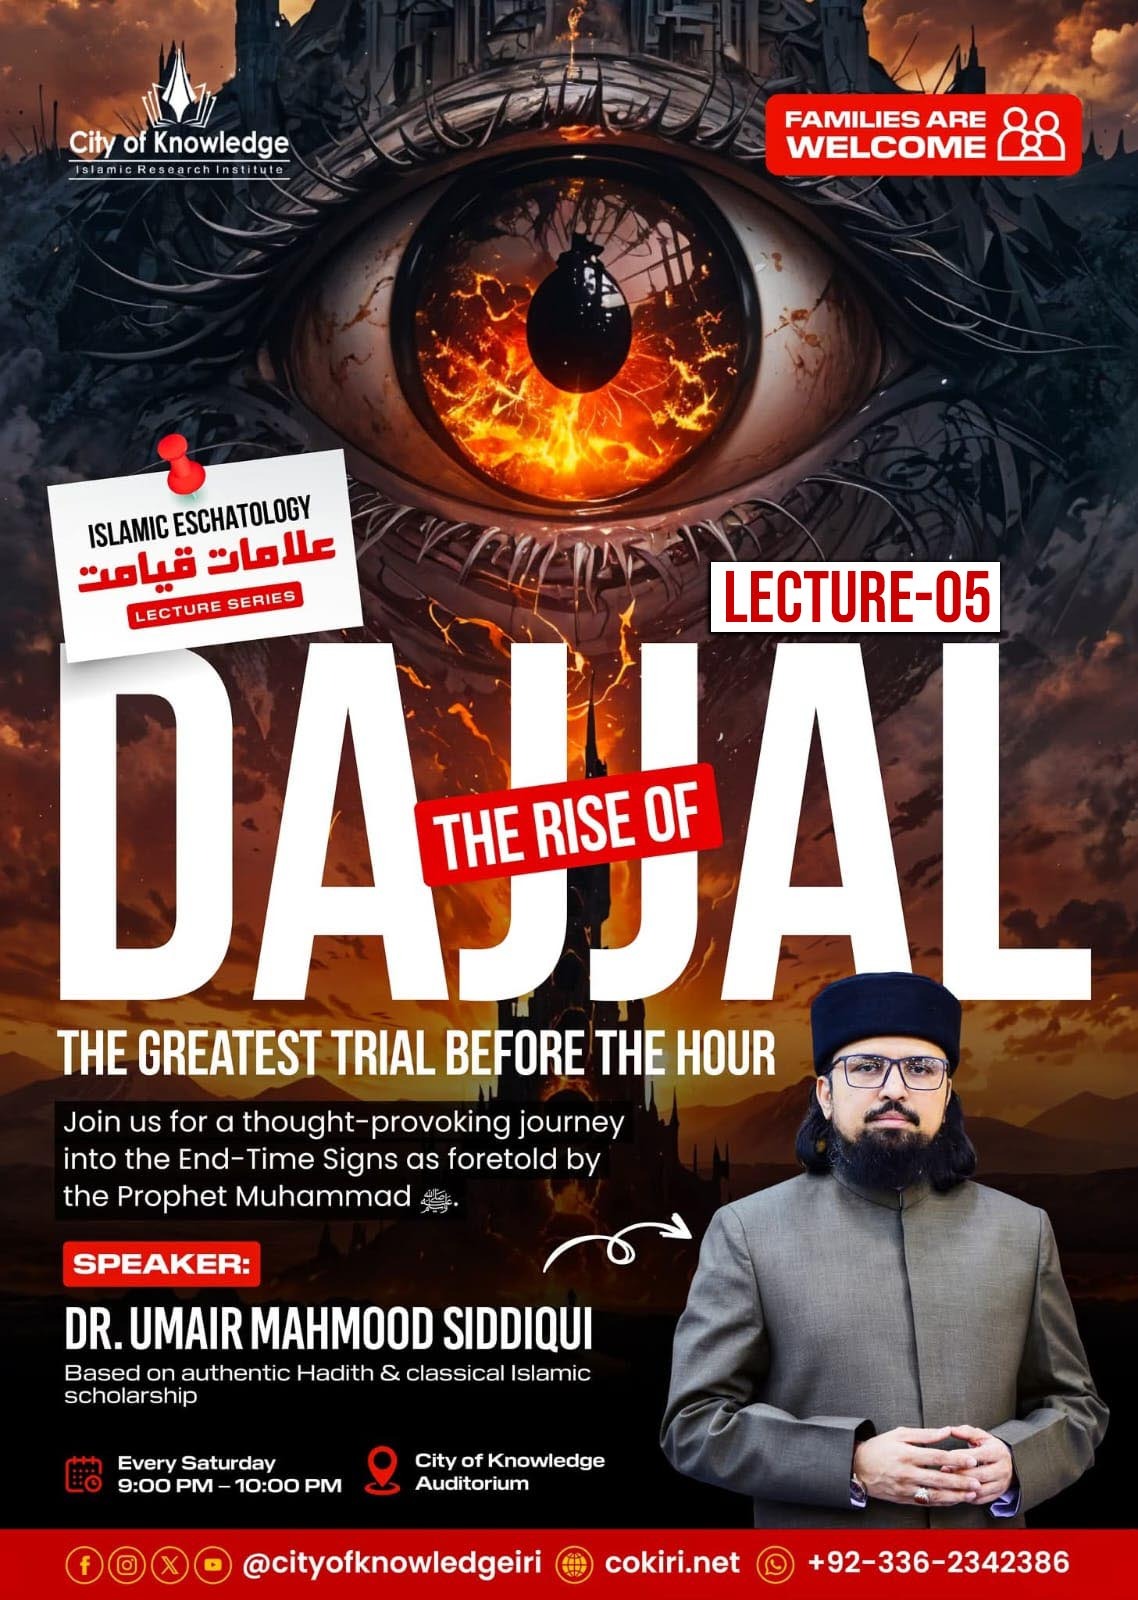 City of Knowledge
Islamic Research Institute
FAMILIES ARE
WELCOME
ISLAMIC ESCHATOLOGY
علامات قیامت
LECTURE SERIES
LECTURE-05
DAJJAL
THE RISE OF
THE GREATEST TRIAL BEFORE THE HOUR
Join us for a thought-provoking journey
into the End-Time Signs as foretold by
the Prophet Muhammad ﷺ.
SPEAKER:
DR. UMAIR MAHMOOD SIDDIQUI
Based on authentic Hadith & classical Islamic
scholarship
Every Saturday
9:00 PM – 10:00 PM
City of Knowledge
Auditorium
@cityofknowledgeiri cokiri.net +92-336-2342386